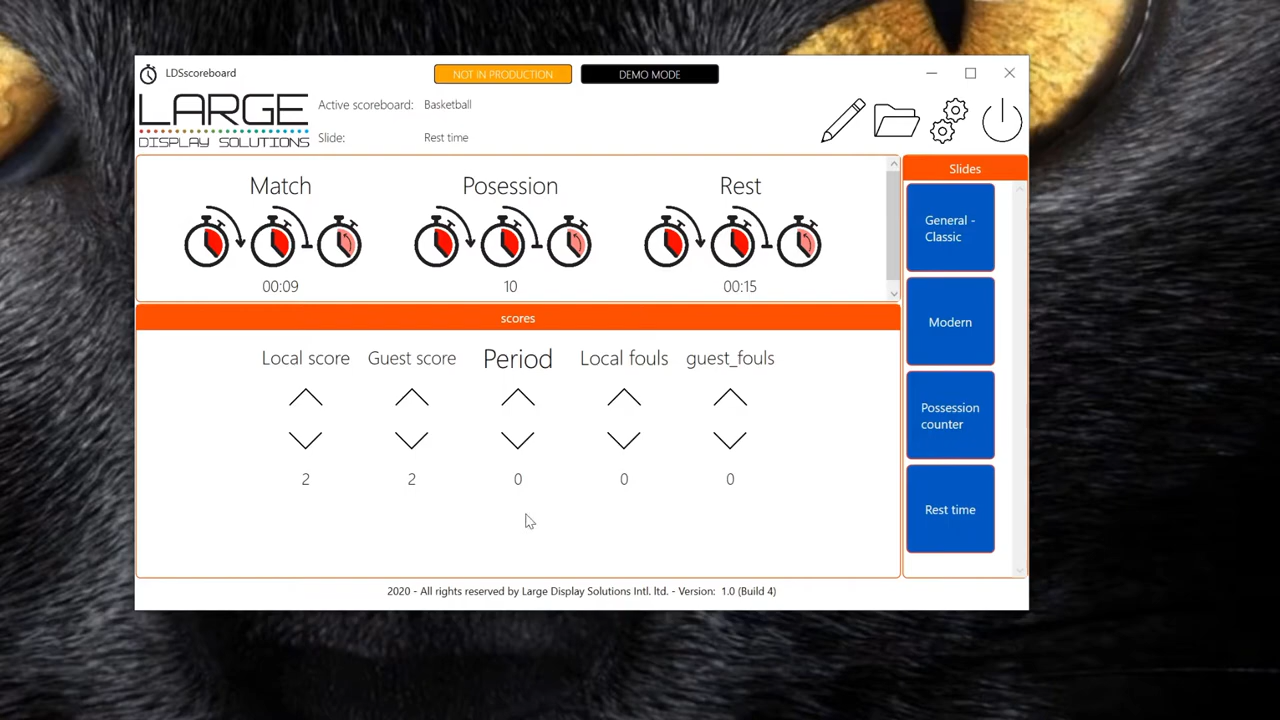 LDSscoreboard
NOT IN PRODUCTION
DEMO MODE
LARGE
DISPLAY SOLUTIONS
Active scoreboard: Basketball
Slide: Rest time
Match
Posession
Rest
00:09
10
00:15
scores
Local score
Guest score
Period
Local fouls
guest_fouls
2
2
0
0
0
Slides
General -
Classic
Modern
Possession
counter
Rest time
2020 - All rights reserved by Large Display Solutions Intl. ltd. - Version: 1.0 (Build 4)